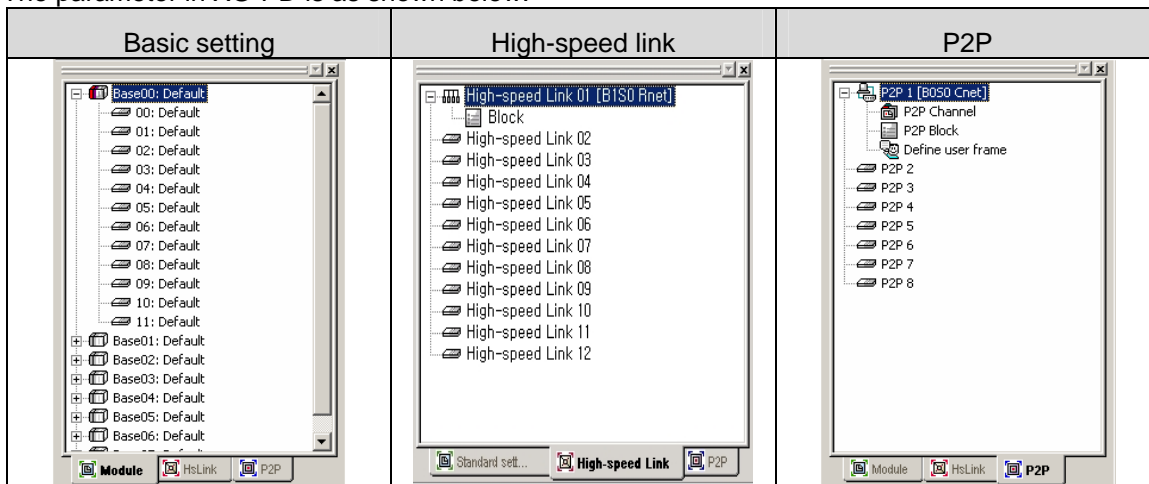 The parameter in XG-PD is as shown below.
Basic setting
High-speed link
P2P
Base00: Default
00: Default
01: Default
02: Default
03: Default
04: Default
05: Default
06: Default
07: Default
08: Default
09: Default
10: Default
11: Default
Base01: Default
Base02: Default
Base03: Default
Base04: Default
Base05: Default
Base06: Default
Module HsLink P2P
High-speed Link 01 [B1S0 Rnet]
Block
High-speed Link 02
High-speed Link 03
High-speed Link 04
High-speed Link 05
High-speed Link 06
High-speed Link 07
High-speed Link 08
High-speed Link 09
High-speed Link 10
High-speed Link 11
High-speed Link 12
Standard sett... High-speed Link P2P
P2P 1 [B0S0 Cnet]
P2P Channel
P2P Block
Define user frame
P2P 2
P2P 3
P2P 4
P2P 5
P2P 6
P2P 7
P2P 8
Module HsLink P2P